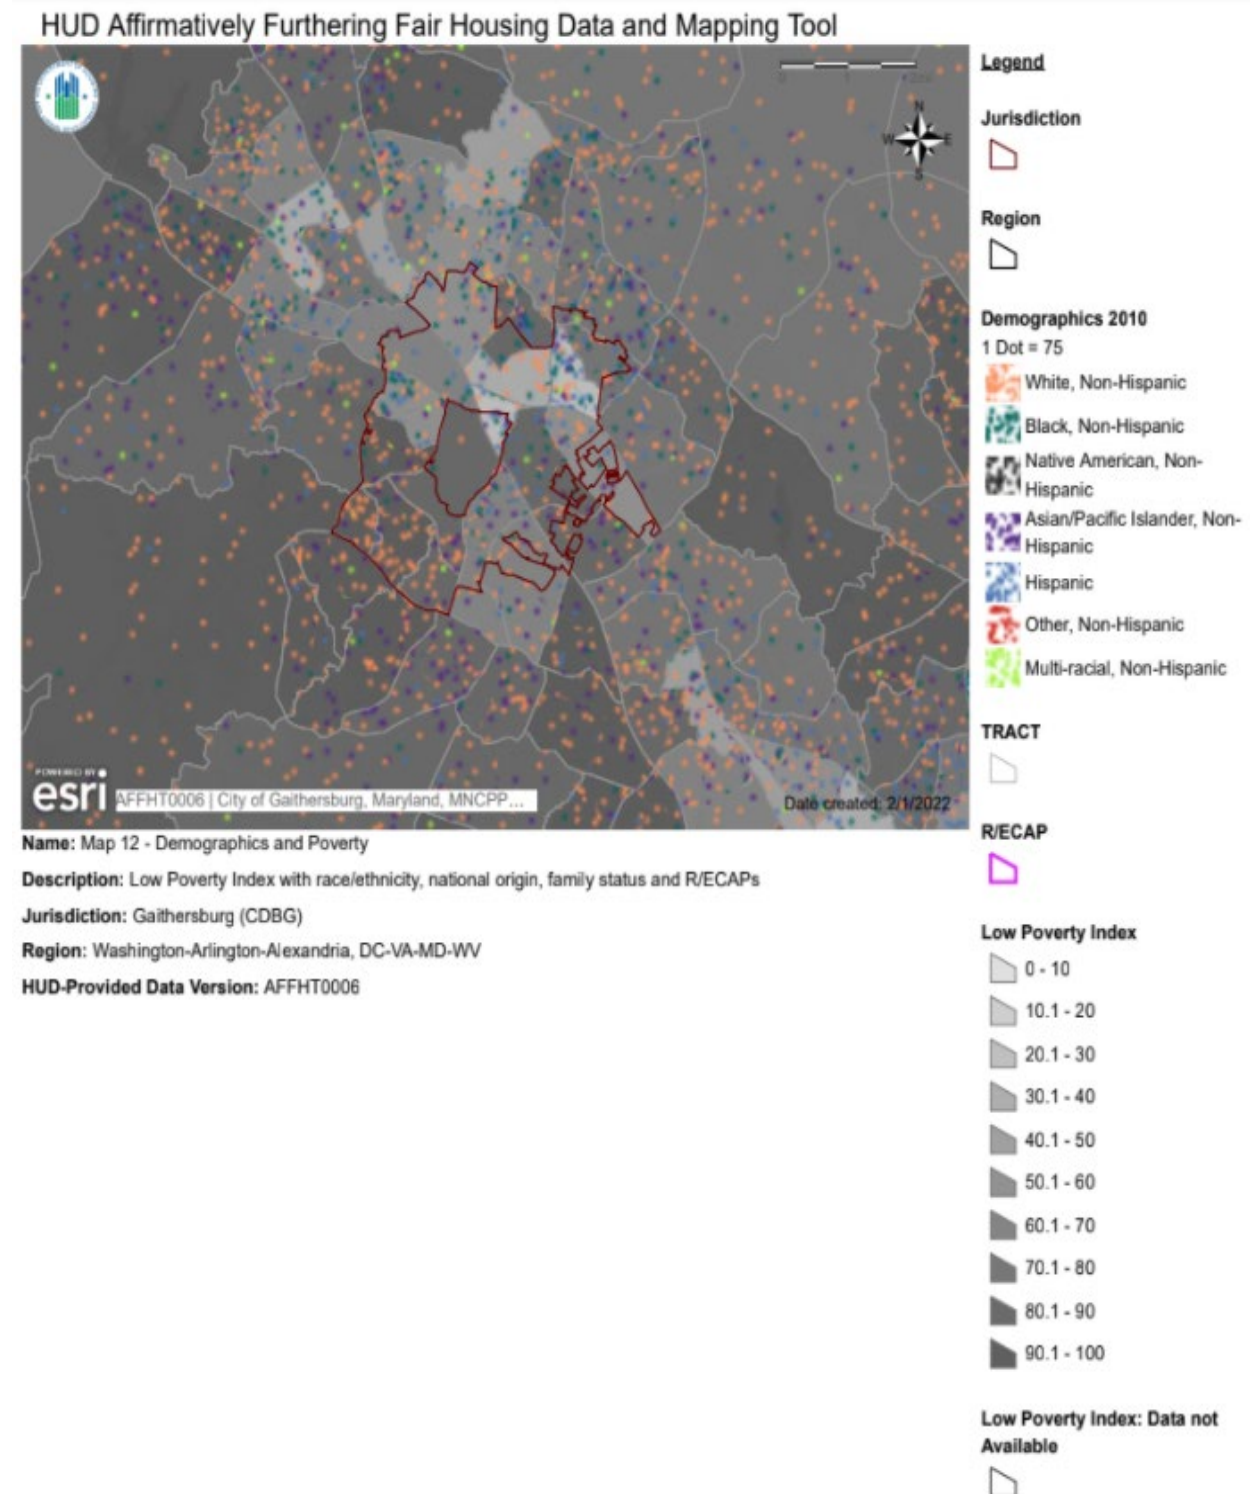 HUD Affirmatively Furthering Fair Housing Data and Mapping Tool
0 1
N
W E
S
POWERED BY
esri
AFFHT0006 | City of Gaithersburg, Maryland, MNCPP...
Date created: 2/1/2022
Name: Map 12 - Demographics and Poverty
Description: Low Poverty Index with race/ethnicity, national origin, family status and R/ECAPs
Jurisdiction: Gaithersburg (CDBG)
Region: Washington-Arlington-Alexandria, DC-VA-MD-WV
HUD-Provided Data Version: AFFHT0006
Legend
Jurisdiction
Region
Demographics 2010
1 Dot = 75
White, Non-Hispanic
Black, Non-Hispanic
Native American, Non-
Hispanic
Asian/Pacific Islander, Non-
Hispanic
Hispanic
Other, Non-Hispanic
Multi-racial, Non-Hispanic
TRACT
R/ECAP
Low Poverty Index
0 - 10
10.1 - 20
20.1 - 30
30.1 - 40
40.1 - 50
50.1 - 60
60.1 - 70
70.1 - 80
80.1 - 90
90.1 - 100
Low Poverty Index: Data not
Available